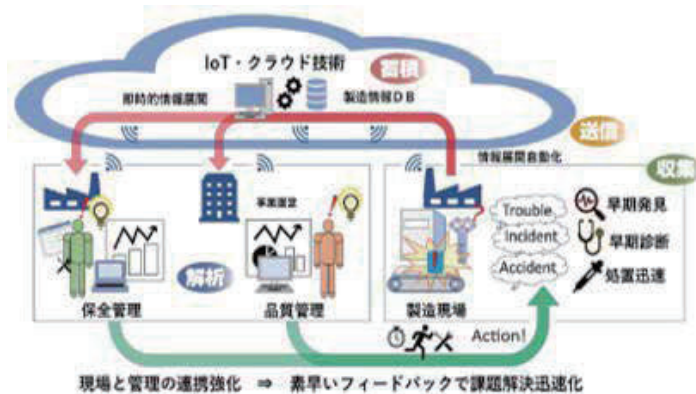 IoT・クラウド技術
蓄積
即時的情報展開
製造情報DB
送信
情報展開自動化
収集
事業運営
Trouble
Incident
Accident
早期発見
早期診断
処置迅速
解析
保全管理
品質管理
製造現場
Action!
現場と管理の連携強化 ⇒ 素早いフィードバックで課題解決迅速化